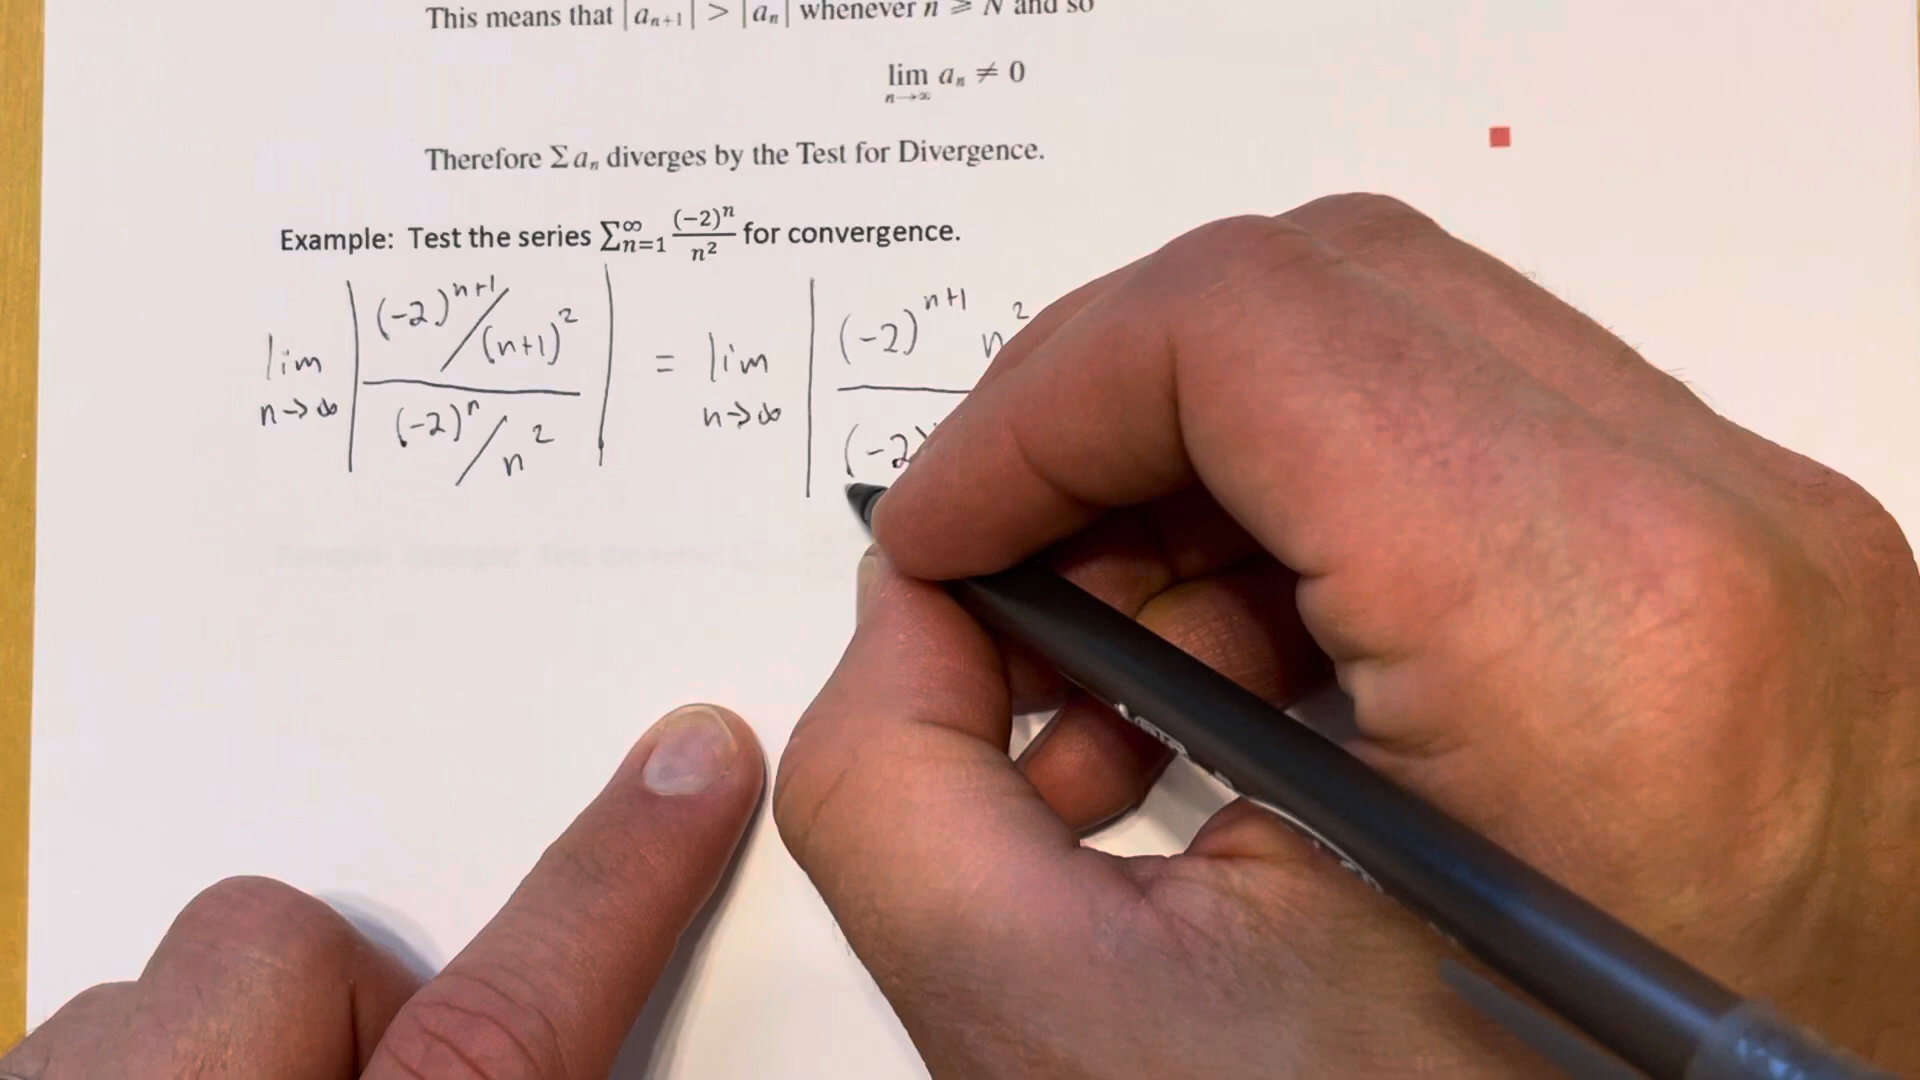 This means that |aₙ₊₁| > |aₙ| whenever n ≥ N and so
lim aₙ ≠ 0
n→∞
Therefore Σaₙ diverges by the Test for Divergence.
Example: Test the series ∑ₙ₌₁^∞ (-2)ⁿ/n² for convergence.
lim n→∞ |((-2)^(n+1)/(n+1)²)/((-2)^n/n²)| = lim n→∞ |(-2)^(n+1) n² / (-2)